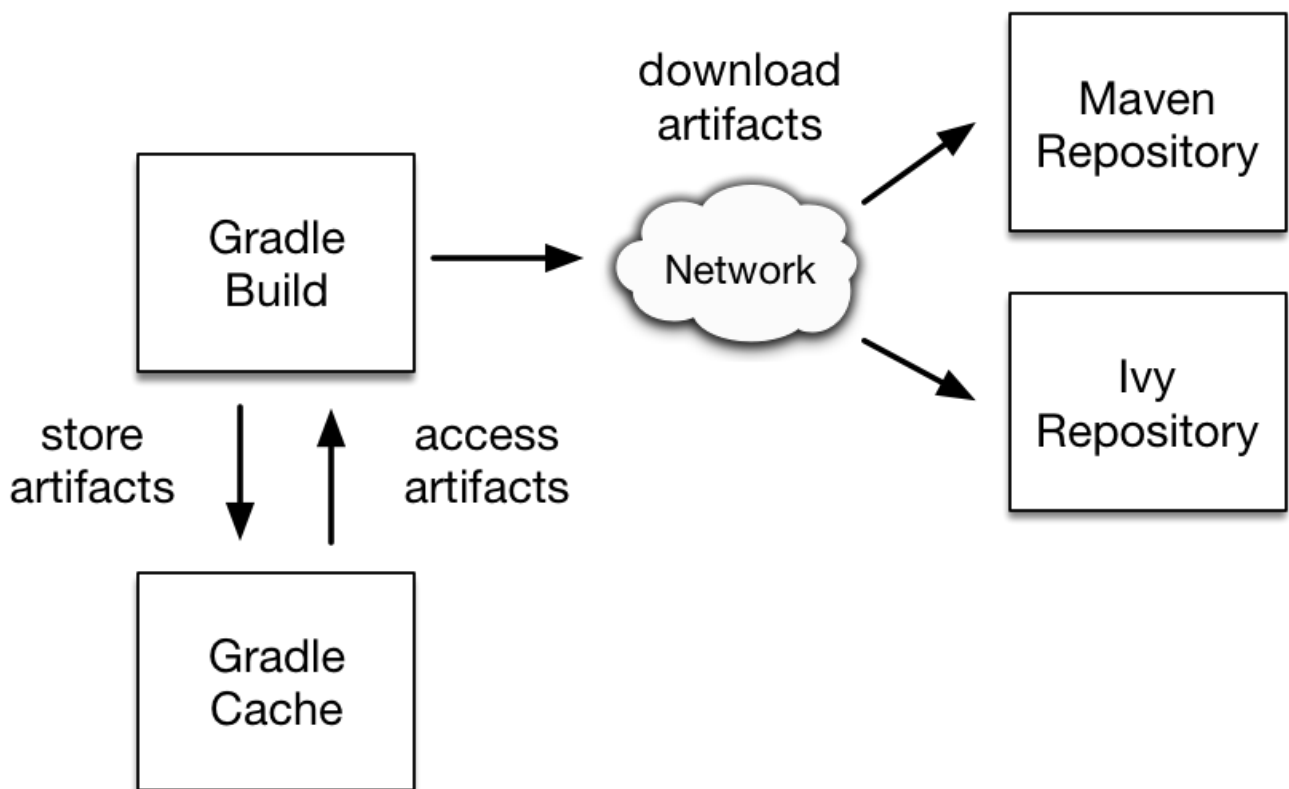 download
artifacts
Maven
Repository
Gradle
Build
Network
Ivy
Repository
store
artifacts
access
artifacts
Gradle
Cache